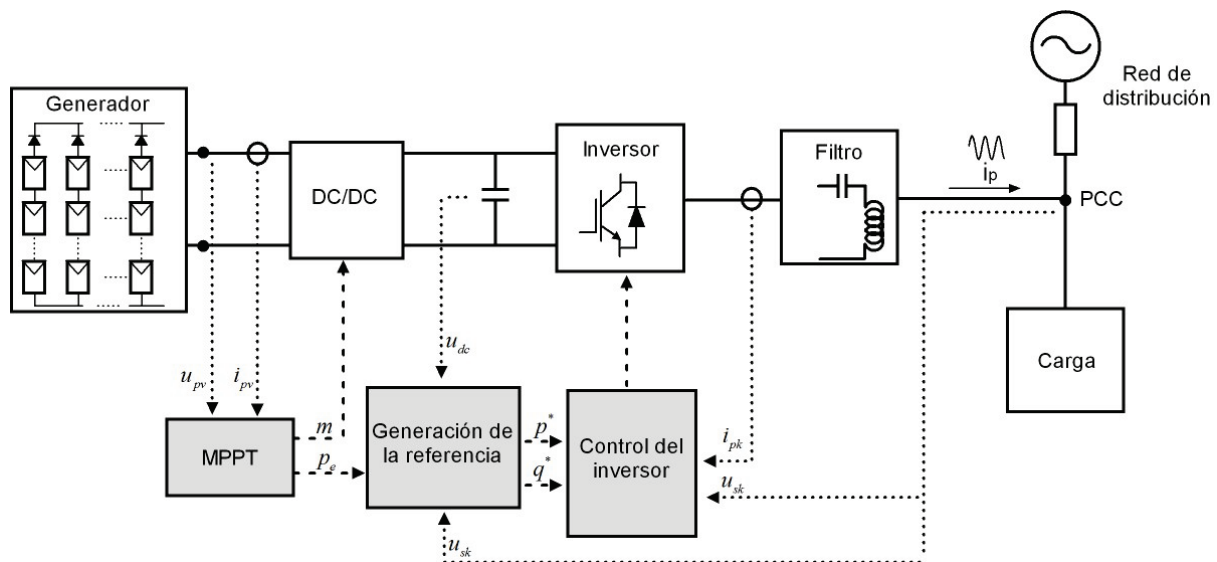 Generador
DC/DC
Inversor
Filtro
Red de
distribución
ip
PCC
Carga
u_dc
u_pv
i_pv
MPPT
m
p_e
Generación de
la referencia
p*
q*
Control del
inversor
i_pk
u_sk
u_sk